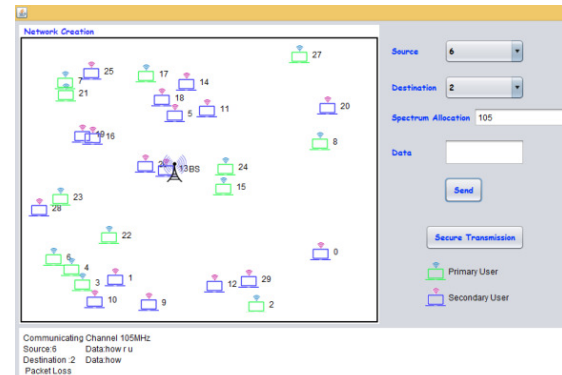 Network Creation
27
25
17
7
14
21
18
11
20
5
16
8
24
13BS
15
23
28
22
0
6
4
1
29
3
12
10
9
2
Source 6
Destination 2
Spectrum Allocation 105
Data
Send
Secure Transmission
Primary User
Secondary User
Communicating Channel 105MHz
Source:6 Data:how r u
Destination :2 Data:how
Packet Loss